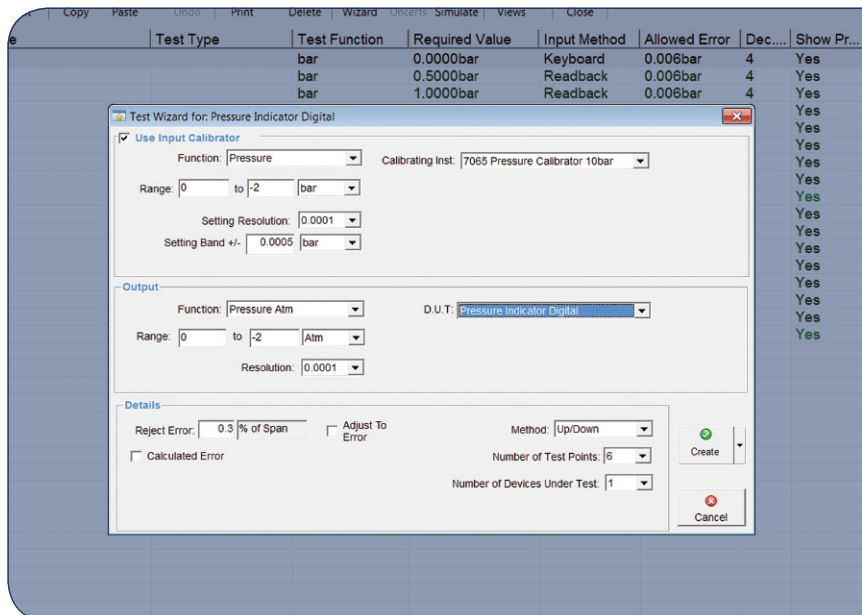 Copy Paste Undo Print Delete Wizard Uncerts Simulate Views Close
e Test Type Test Function Required Value Input Method Allowed Error Dec.... Show Pr...
bar 0.0000bar Keyboard 0.006bar 4 Yes
bar 0.5000bar Readback 0.006bar 4 Yes
bar 1.0000bar Readback 0.006bar 4 Yes
Yes
Yes
Yes
Yes
Yes
Yes
Yes
Yes
Yes
Yes
Yes
Yes
Yes
Yes
Test Wizard for: Pressure Indicator Digital
Use Input Calibrator
Function: Pressure Calibrating Inst: 7065 Pressure Calibrator 10bar
Range: 0 to -2 bar
Setting Resolution: 0.0001
Setting Band +/- 0.0005 bar
Output
Function: Pressure Atm D.U.T: Pressure Indicator Digital
Range: 0 to -2 Atm
Resolution: 0.0001
Details
Reject Error: 0.3 % of Span Adjust To Error Method: Up/Down
Calculated Error Number of Test Points: 6
Number of Devices Under Test: 1
Create
Cancel